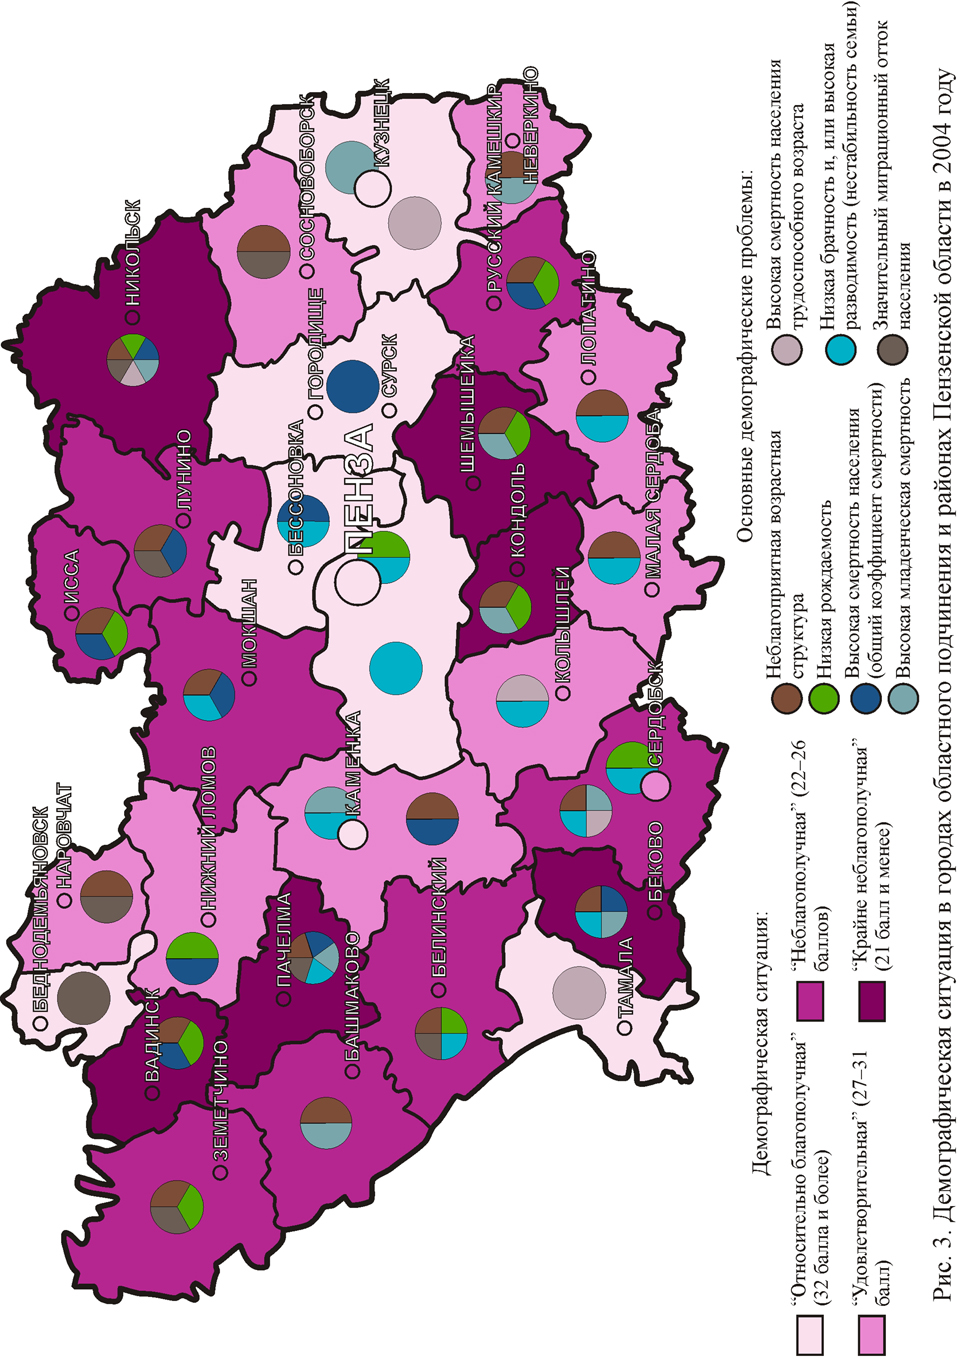 БЕДНОДЕМЬЯНОВСК
НАРОВЧАТ
ВАДИНСК
ЗЕМЕТЧИНО
НИЖНИЙ ЛОМОВ
ПАЧЕЛМА
БАШМАКОВО
БЕЛИНСКИЙ
КАМЕНКА
ТАМАЛА
БЕКОВО
СЕРДОБСК
КОЛЫШЛЕЙ
МАЛАЯ СЕРДОБА
КОНДОЛЬ
ШЕМЫШЕЙКА
ЛОПАТИНО
ИССА
ЛУНИНО
МОКШАН
БЕССОНОВКА
ПЕНЗА
ГОРОДИЩЕ
СУРСК
НИКОЛЬСК
СОСНОВОБОРСК
КУЗНЕЦК
РУССКИЙ КАМЕШКИР
НЕВЕРКИНО
Демографическая ситуация:
“Относительно благополучная”
(32 балла и более)
“Удовлетворительная” (27–31
балл)
“Неблагополучная” (22–26
баллов)
“Крайне неблагополучная”
(21 балл и менее)
Основные демографические проблемы:
Неблагоприятная возрастная
структура
Низкая рождаемость
Высокая смертность населения
(общий коэффициент смертности)
Высокая младенческая смертность
Высокая смертность населения
трудоспособного возраста
Низкая брачность и, или высокая
разводимость (нестабильность семьи)
Значительный миграционный отток
населения
Рис. 3. Демографическая ситуация в городах областного подчинения и районах Пензенской области в 2004 году